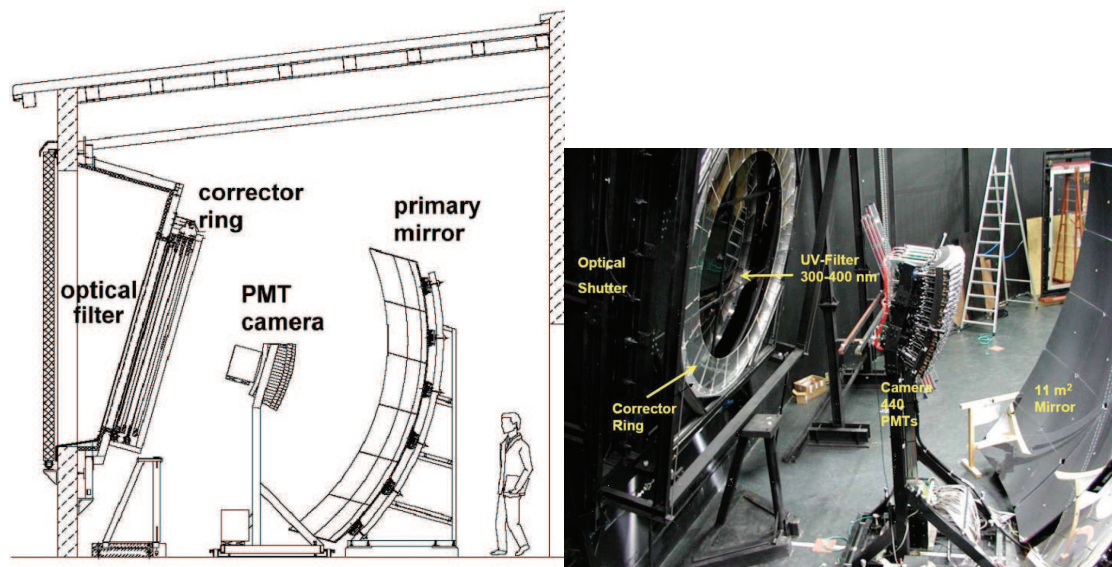 corrector
ring
primary
mirror
optical
filter
PMT
camera
Optical
Shutter
UV-Filter
300-400 nm
Corrector
Ring
Camera
440
PMTs
11 m²
Mirror